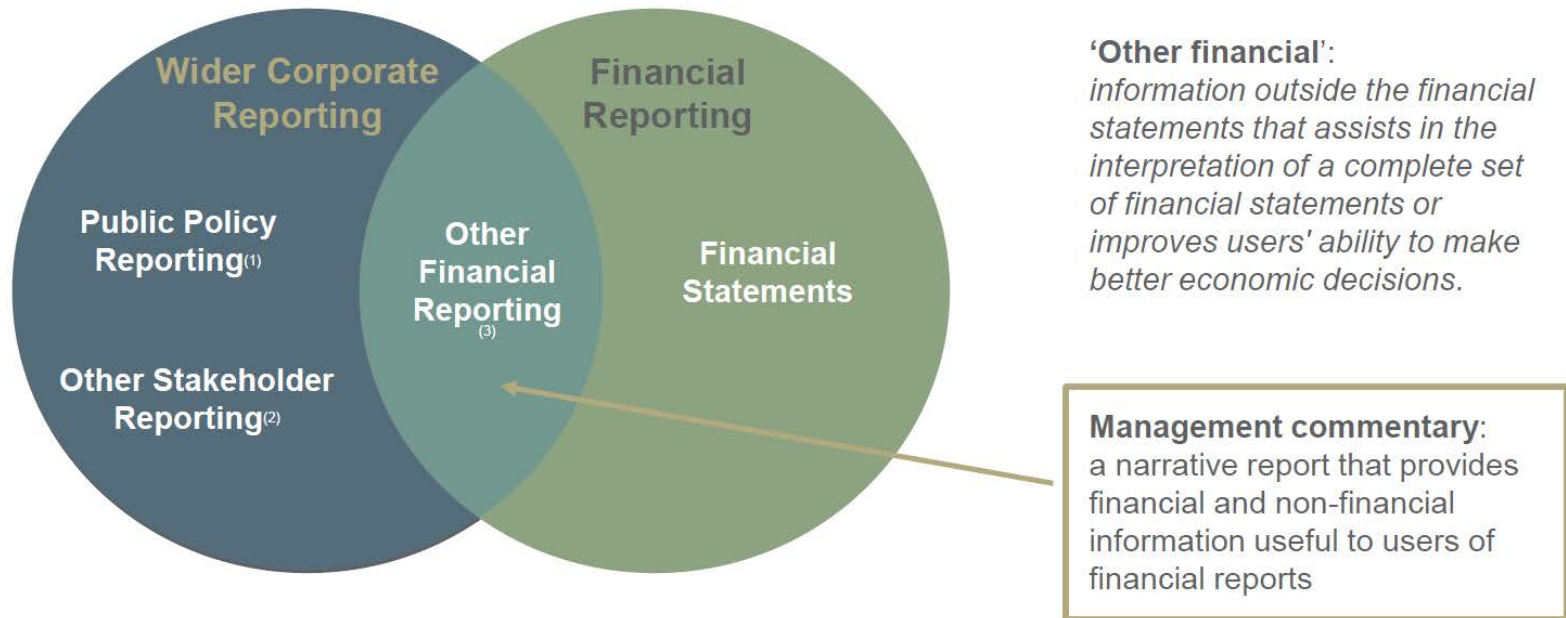 Wider Corporate
Reporting
Financial
Reporting
Public Policy
Reporting(1)
Other Stakeholder
Reporting(2)
Other
Financial
Reporting
(3)
Financial
Statements
‘Other financial’:
information outside the financial
statements that assists in the
interpretation of a complete set
of financial statements or
improves users' ability to make
better economic decisions.
Management commentary:
a narrative report that provides
financial and non-financial
information useful to users of
financial reports